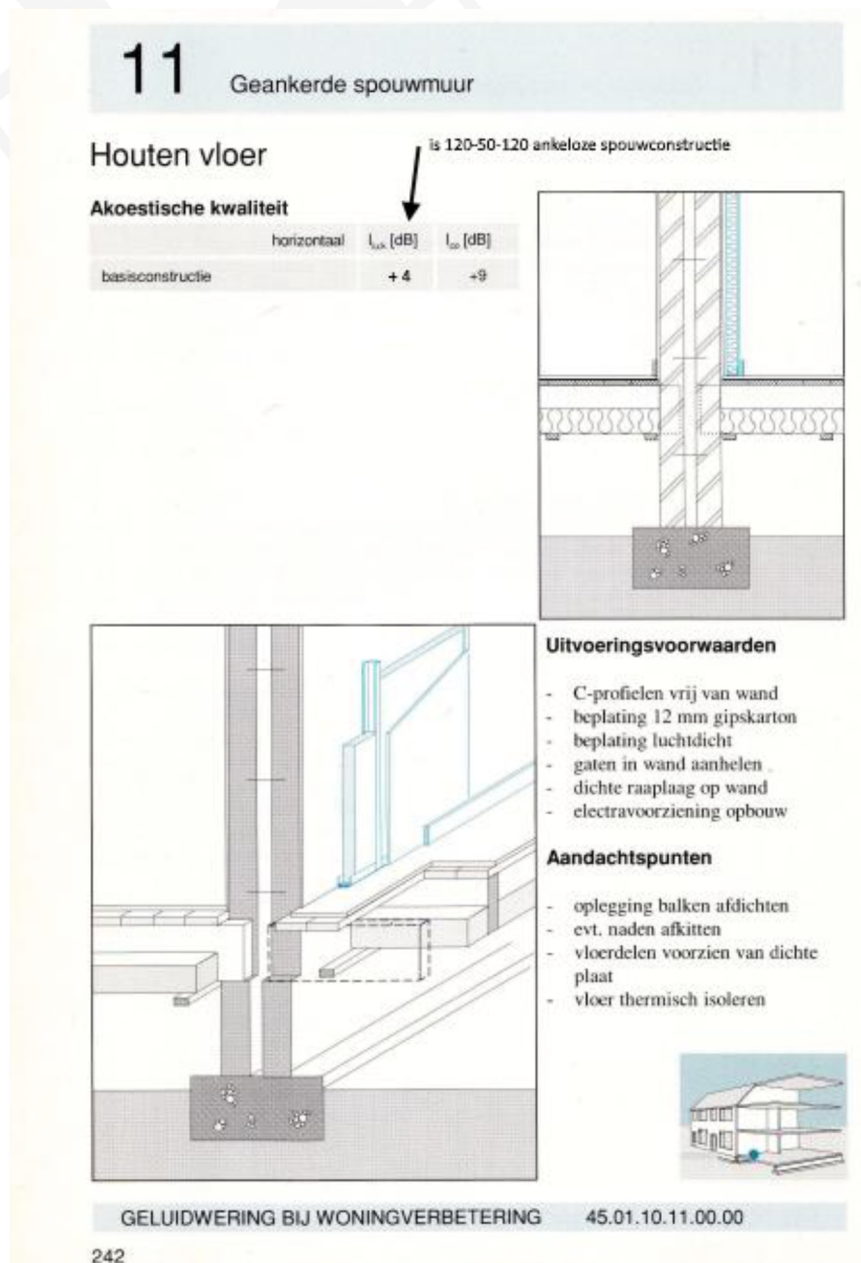 11 Geankerde spouwmuur
Houten vloer
is 120-50-120 ankeloze spouwconstructie
Akoestische kwaliteit
horizontaal I [dB] I [dB]
basisconstructie + 4 +9
Uitvoeringsvoorwaarden
- C-profielen vrij van wand
- beplating 12 mm gipskarton
- beplating luchtdicht
- gaten in wand aanhelen
- dichte raaplaag op wand
- electravoorziening opbouw
Aandachtspunten
- oplegging balken afdichten
- evt. naden afkitten
- vloerdelen voorzien van dichte
plaat
- vloer thermisch isoleren
GELUIDWERING BIJ WONINGVERBETERING 45.01.10.11.00.00
242